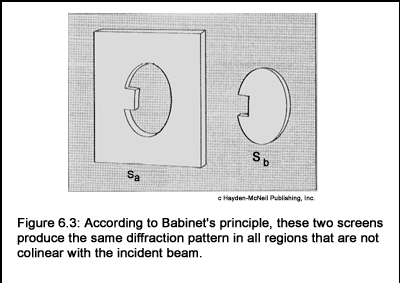 Sa
Sb
c Hayden-McNeil Publishing, Inc.
Figure 6.3: According to Babinet's principle, these two screens
produce the same diffraction pattern in all regions that are not
colinear with the incident beam.